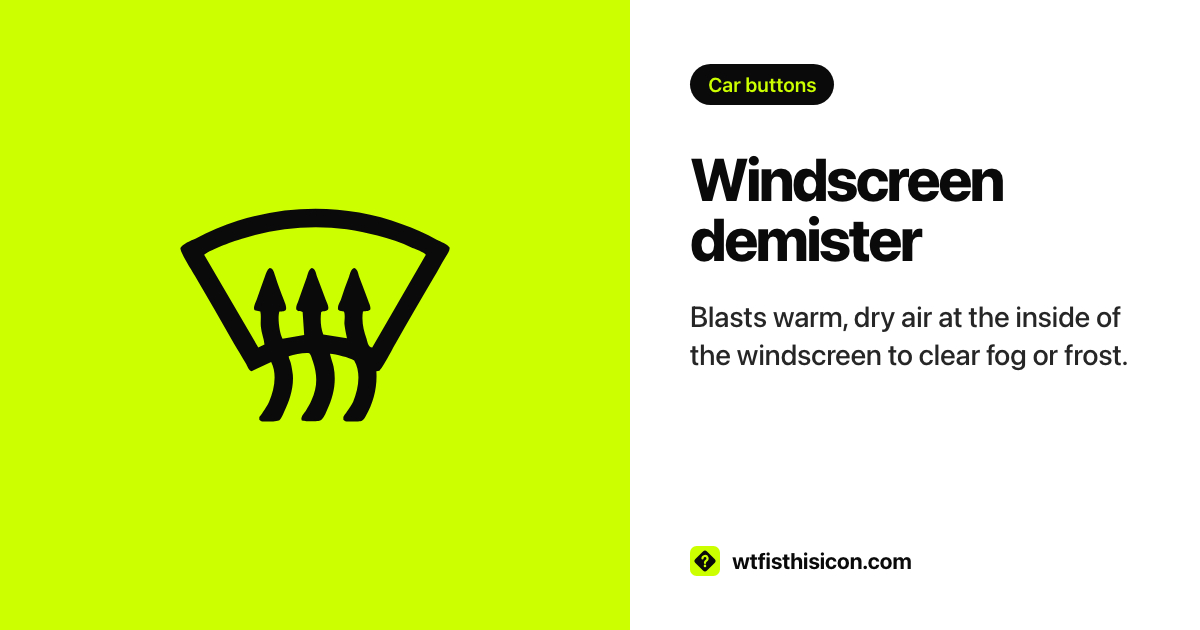 Car buttons
Windscreen
demister
Blasts warm, dry air at the inside of
the windscreen to clear fog or frost.
?
wtfisthisicon.com